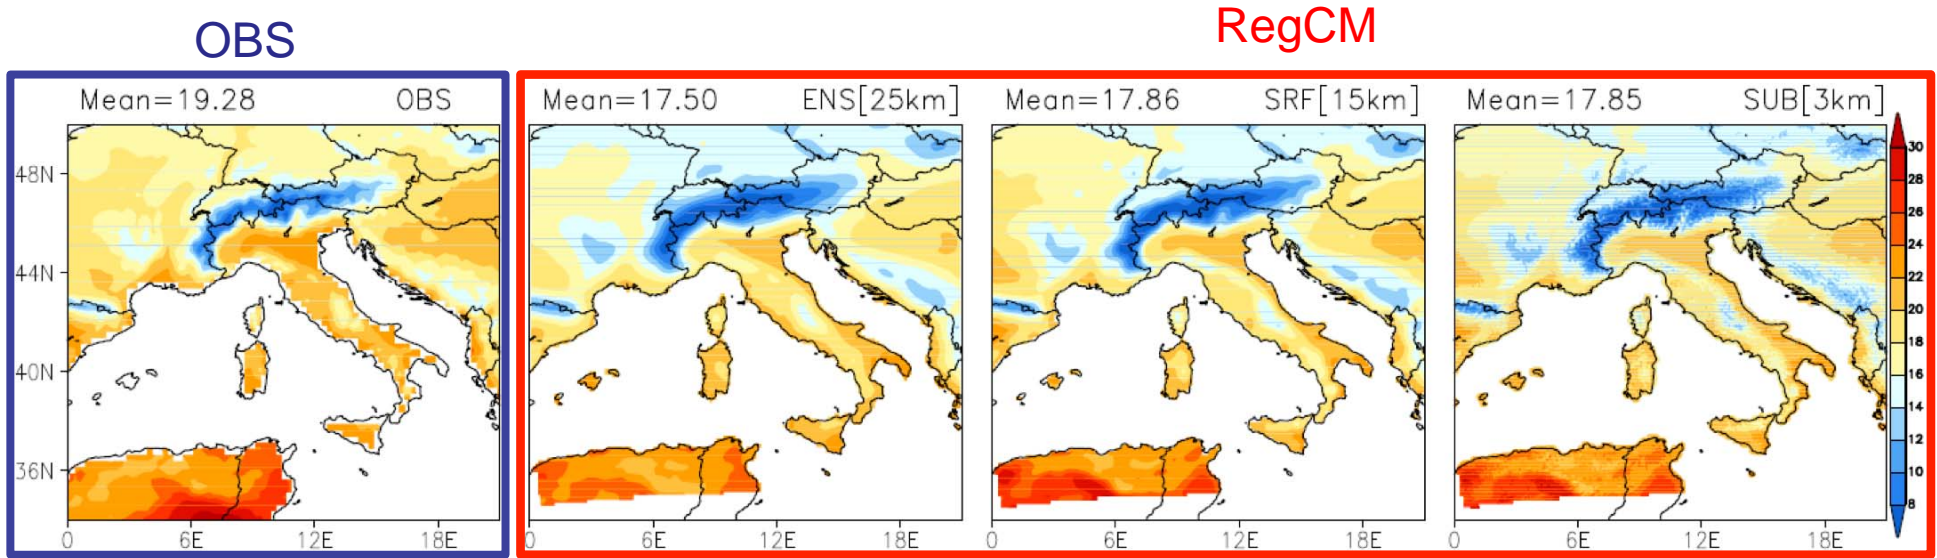 OBS
RegCM
Mean=19.28 OBS
Mean=17.50 ENS[25km]
Mean=17.86 SRF[15km]
Mean=17.85 SUB[3km]
48N
44N
40N
36N
0 6E 12E 18E
0 6E 12E 18E
0 6E 12E 18E
0 6E 12E 18E
30
28
26
24
22
20
18
16
14
12
10
8